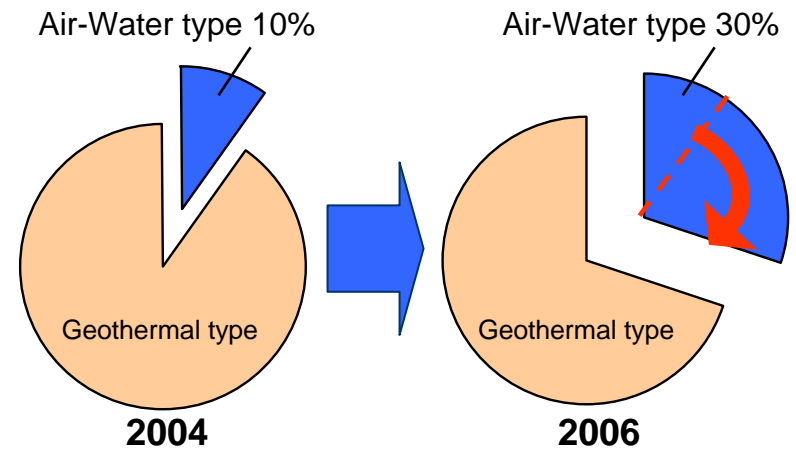 Air-Water type 10%
Air-Water type 30%
Geothermal type
Geothermal type
2004
2006